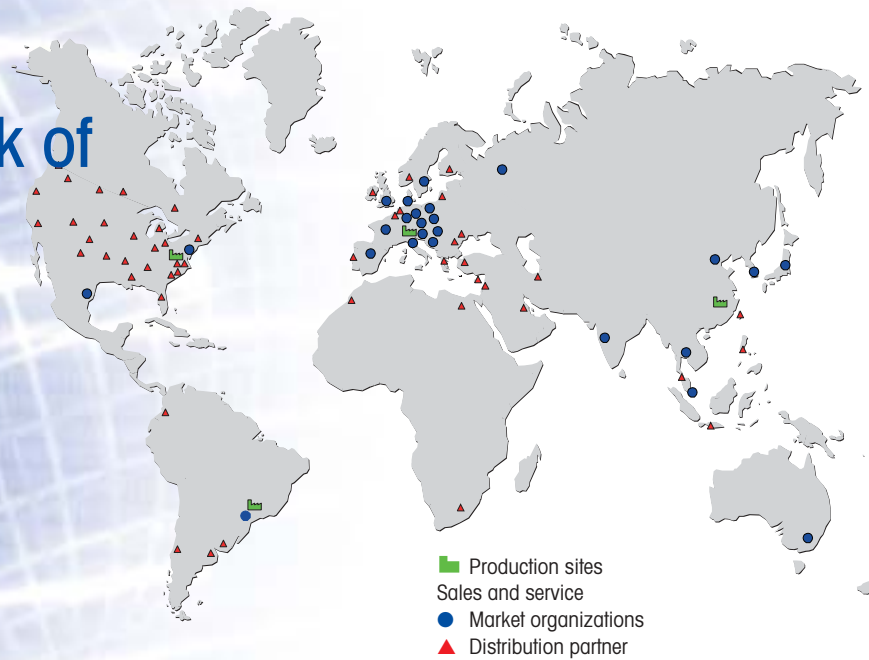 k of
Production sites
Sales and service
Market organizations
Distribution partner